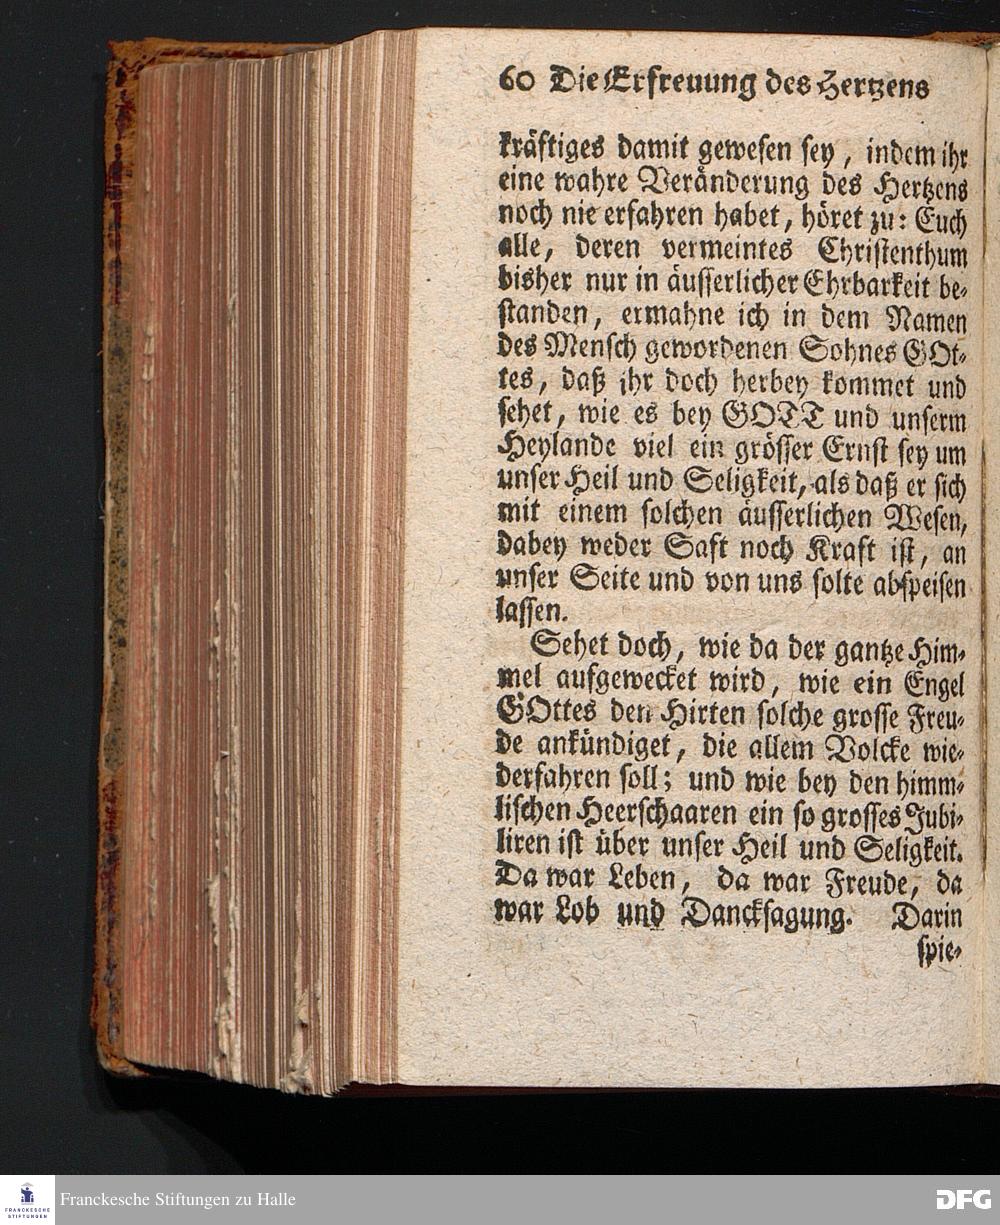 60 Die Erfreuung des Hertzens
kräftiges damit gewesen sey, indem ihr
eine wahre Veränderung des Hertzens
noch nie erfahren habet, höret zu: Euch
alle, deren vermeintes Christenthum
bisher nur in äusserlicher Ehrbarkeit be-
standen, ermahne ich in dem Namen
des Mensch gewordenen Sohnes GOt-
tes, daß ihr doch herbey kommet und
sehet, wie es bey GOTT und unserm
Heylande viel ein grösser Ernst sey um
unser Heil und Seligkeit, als daß er sich
mit einem solchen äusserlichen Wesen,
dabey weder Saft noch Kraft ist, an
unser Seite und von uns solte abspeisen
lassen.
Sehet doch, wie da der gantze Him-
mel aufgewecket wird, wie ein Engel
GOttes den Hirten solche grosse Freu-
de ankündiget, die allem Volcke wie-
derfahren soll; und wie bey den himm-
lischen Heerschaaren ein so grosses Jubi-
liren ist über unser Heil und Seligkeit.
Da war Leben, da war Freude, da
war Lob und Dancksagung. Darin
spie-
FRANCKESCHE
STIFTUNGEN
Franckesche Stiftungen zu Halle
DFG